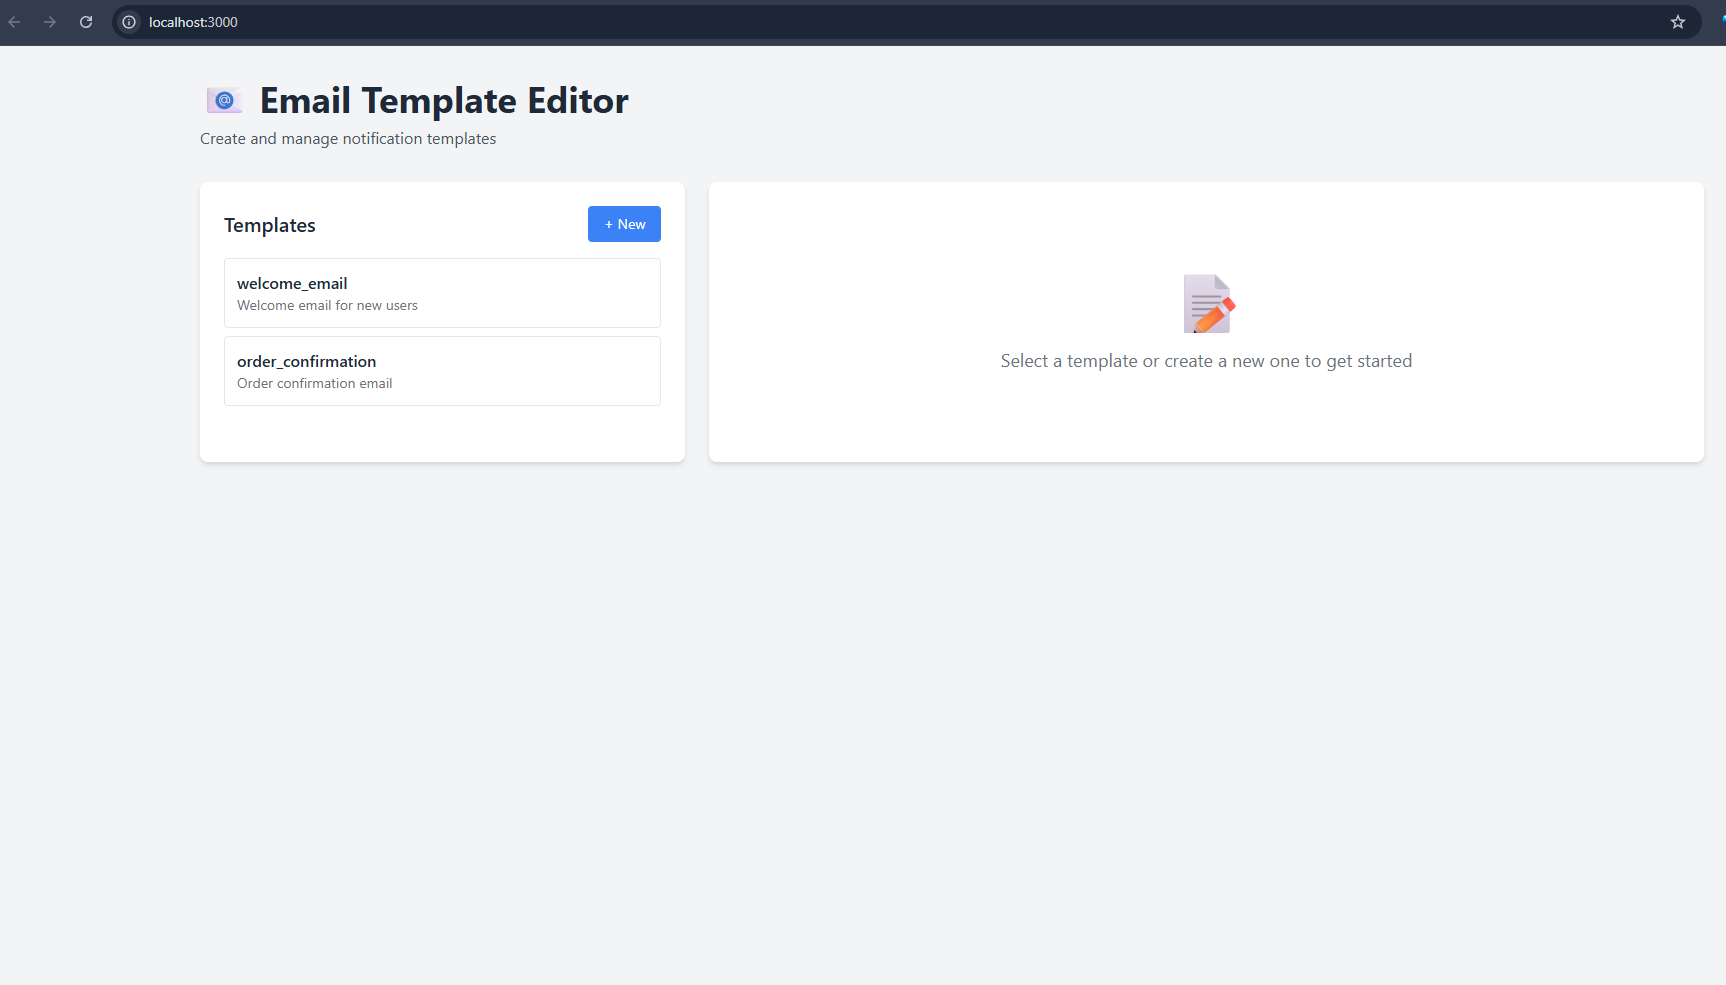 localhost:3000
Email Template Editor
Create and manage notification templates
Templates
+ New
welcome_email
Welcome email for new users
order_confirmation
Order confirmation email
Select a template or create a new one to get started